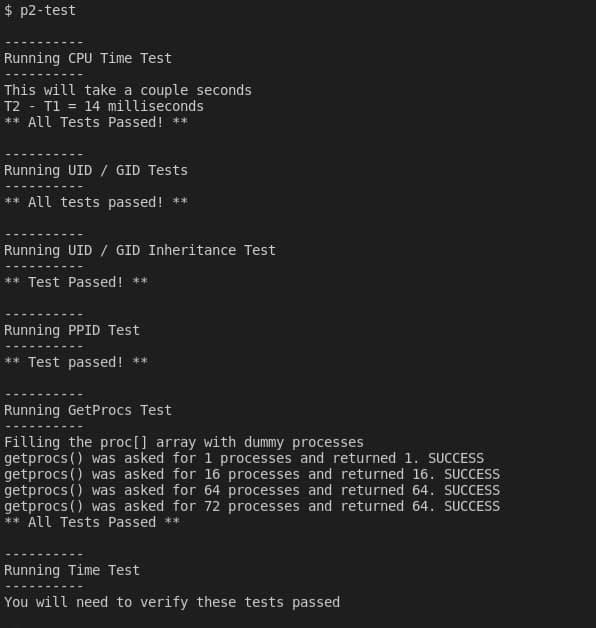 $ p2-test
----------
Running CPU Time Test
----------
This will take a couple seconds
T2 - T1 = 14 milliseconds
** All Tests Passed! **
----------
Running UID / GID Tests
----------
** All tests passed! **
----------
Running UID / GID Inheritance Test
----------
** Test Passed! **
----------
Running PPID Test
----------
** Test passed! **
----------
Running GetProcs Test
----------
Filling the proc[] array with dummy processes
getprocs() was asked for 1 processes and returned 1. SUCCESS
getprocs() was asked for 16 processes and returned 16. SUCCESS
getprocs() was asked for 64 processes and returned 64. SUCCESS
getprocs() was asked for 72 processes and returned 64. SUCCESS
** All Tests Passed **
----------
Running Time Test
----------
You will need to verify these tests passed